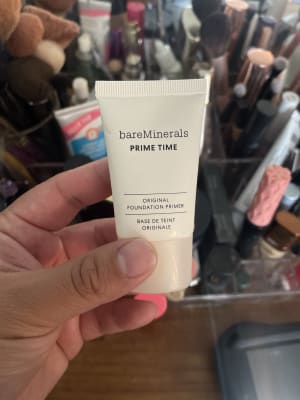 bareMinerals
PRIME TIME
ORIGINAL
FOUNDATION PRIMER
BASE DE TEINT
ORIGINALE